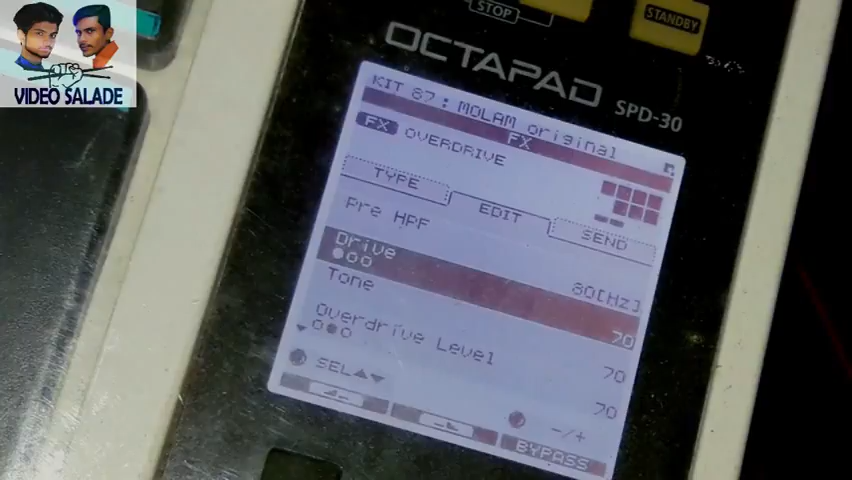 STOP
STANDBY
VIDEO SALADE
OCTAPAD SPD-30
KIT 87: MOLAM original
FX
FX OVERDRIVE
TYPE EDIT SEND
Pre HPF 80[Hz]
Drive 70
Tone 70
Overdrive Level 70
SEL -/+
BYPASS